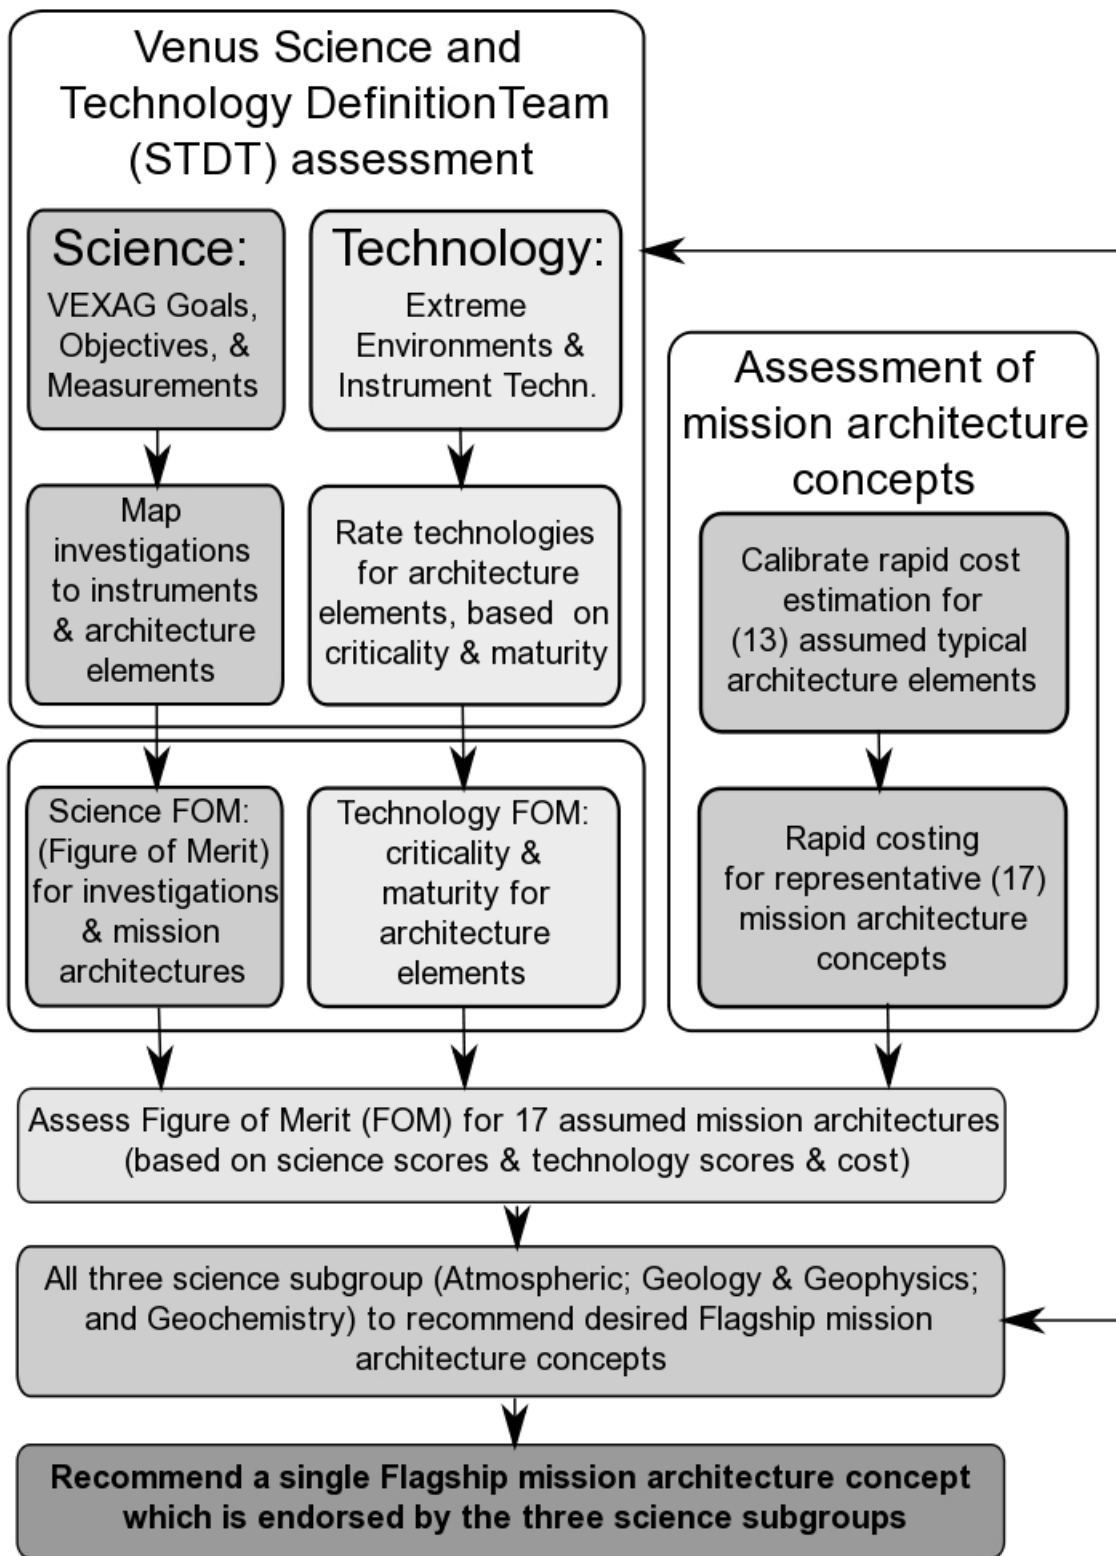 Venus Science and
Technology DefinitionTeam
(STDT) assessment
Science:
VEXAG Goals,
Objectives, &
Measurements
Technology:
Extreme
Environments &
Instrument Techn.
Map
investigations
to instruments
& architecture
elements
Rate technologies
for architecture
elements, based on
criticality & maturity
Science FOM:
(Figure of Merit)
for investigations
& mission
architectures
Technology FOM:
criticality &
maturity for
architecture
elements
Assessment of
mission architecture
concepts
Calibrate rapid cost
estimation for
(13) assumed typical
architecture elements
Rapid costing
for representative (17)
mission architecture
concepts
Assess Figure of Merit (FOM) for 17 assumed mission architectures
(based on science scores & technology scores & cost)
All three science subgroup (Atmospheric; Geology & Geophysics;
and Geochemistry) to recommend desired Flagship mission
architecture concepts
Recommend a single Flagship mission architecture concept
which is endorsed by the three science subgroups